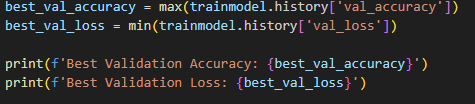 best_val_accuracy = max(trainmodel.history['val_accuracy'])
best_val_loss = min(trainmodel.history['val_loss'])
print(f'Best Validation Accuracy: {best_val_accuracy}')
print(f'Best Validation Loss: {best_val_loss}')